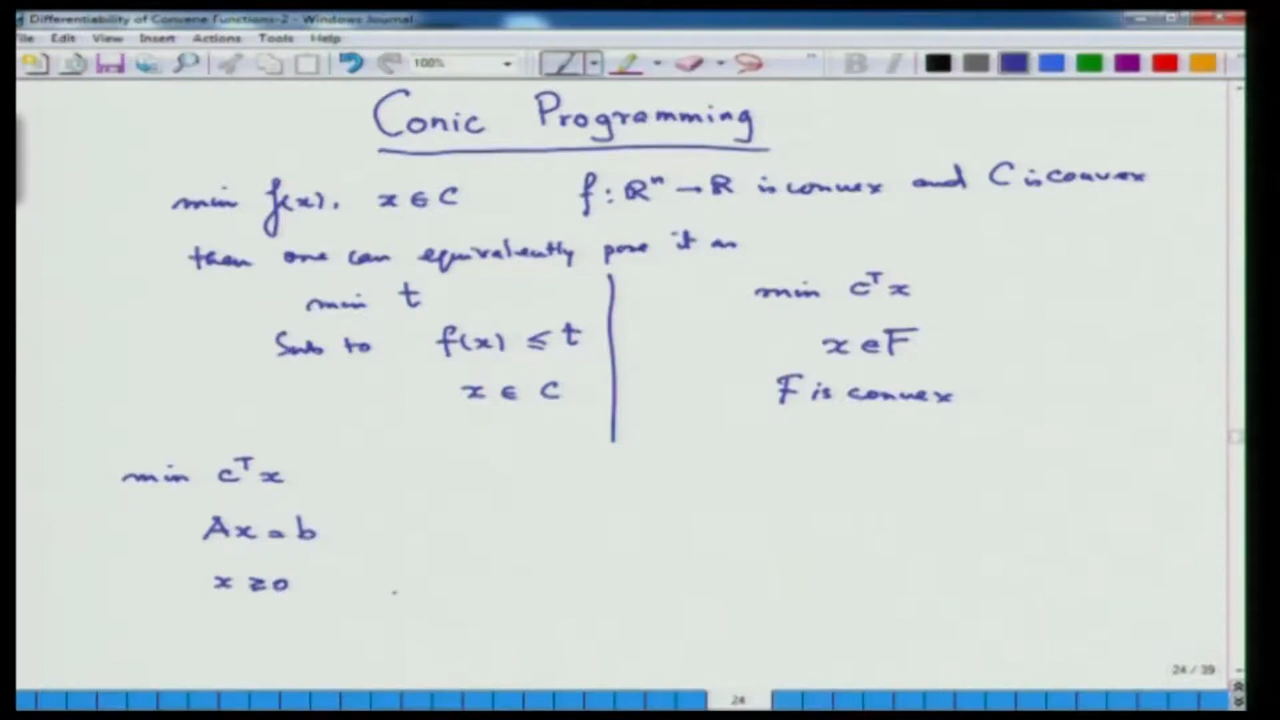 Differentiability of Convene Functions-2 - Windows Journal
File Edit View Insert Actions Tools Help
100%
Conic Programming
min f(x), x ∈ C f : ℝⁿ → ℝ is convex and C is convex
then one can equivalently pose it as
min t
Sub to f(x) ≤ t
x ∈ C
min cᵀx
x ∈ F
F is convex
min cᵀx
Ax = b
x ≥ 0
24 / 39
24